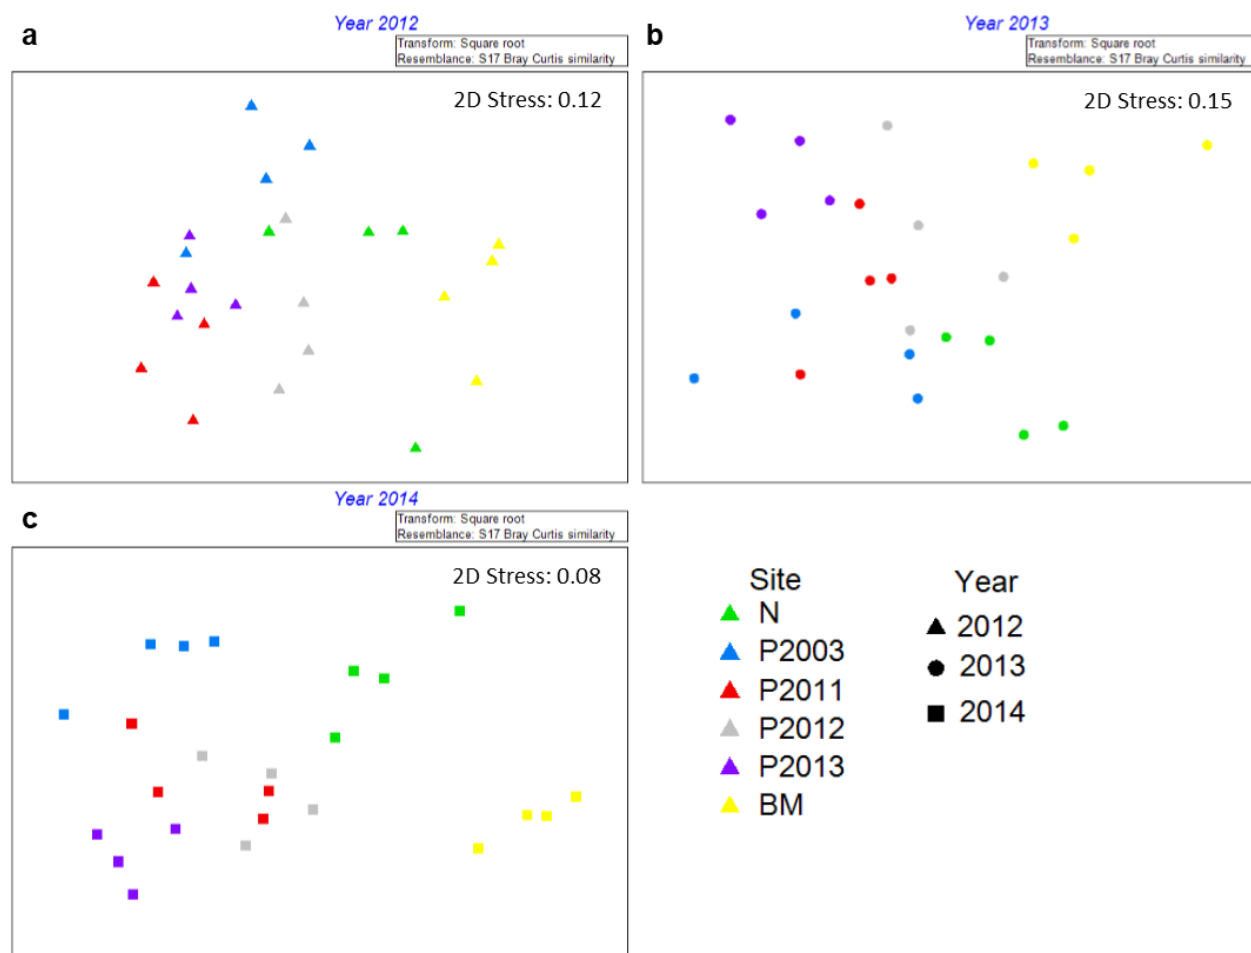 a
Year 2012
Transform: Square root
Resemblance: S17 Bray Curtis similarity
2D Stress: 0.12
b
Year 2013
Transform: Square root
Resemblance: S17 Bray Curtis similarity
2D Stress: 0.15
c
Year 2014
Transform: Square root
Resemblance: S17 Bray Curtis similarity
2D Stress: 0.08
Site
N
P2003
P2011
P2012
P2013
BM
Year
2012
2013
2014